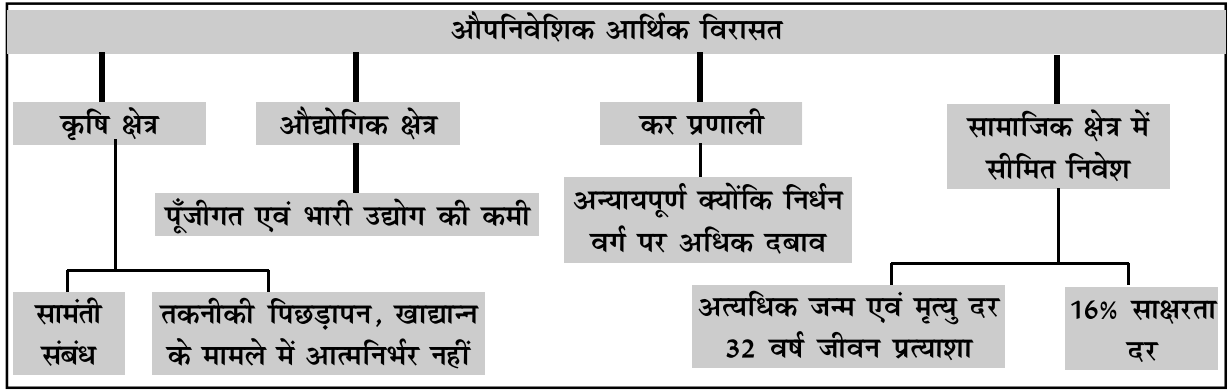 औपनिवेशिक आर्थिक विरासत
कृषि क्षेत्र
औद्योगिक क्षेत्र
कर प्रणाली
सामाजिक क्षेत्र में
सीमित निवेश
पूँजीगत एवं भारी उद्योग की कमी
अन्यायपूर्ण क्योंकि निर्धन
वर्ग पर अधिक दबाव
सामंती
संबंध
तकनीकी पिछड़ापन, खाद्यान्न
के मामले में आत्मनिर्भर नहीं
अत्यधिक जन्म एवं मृत्यु दर
32 वर्ष जीवन प्रत्याशा
16% साक्षरता
दर